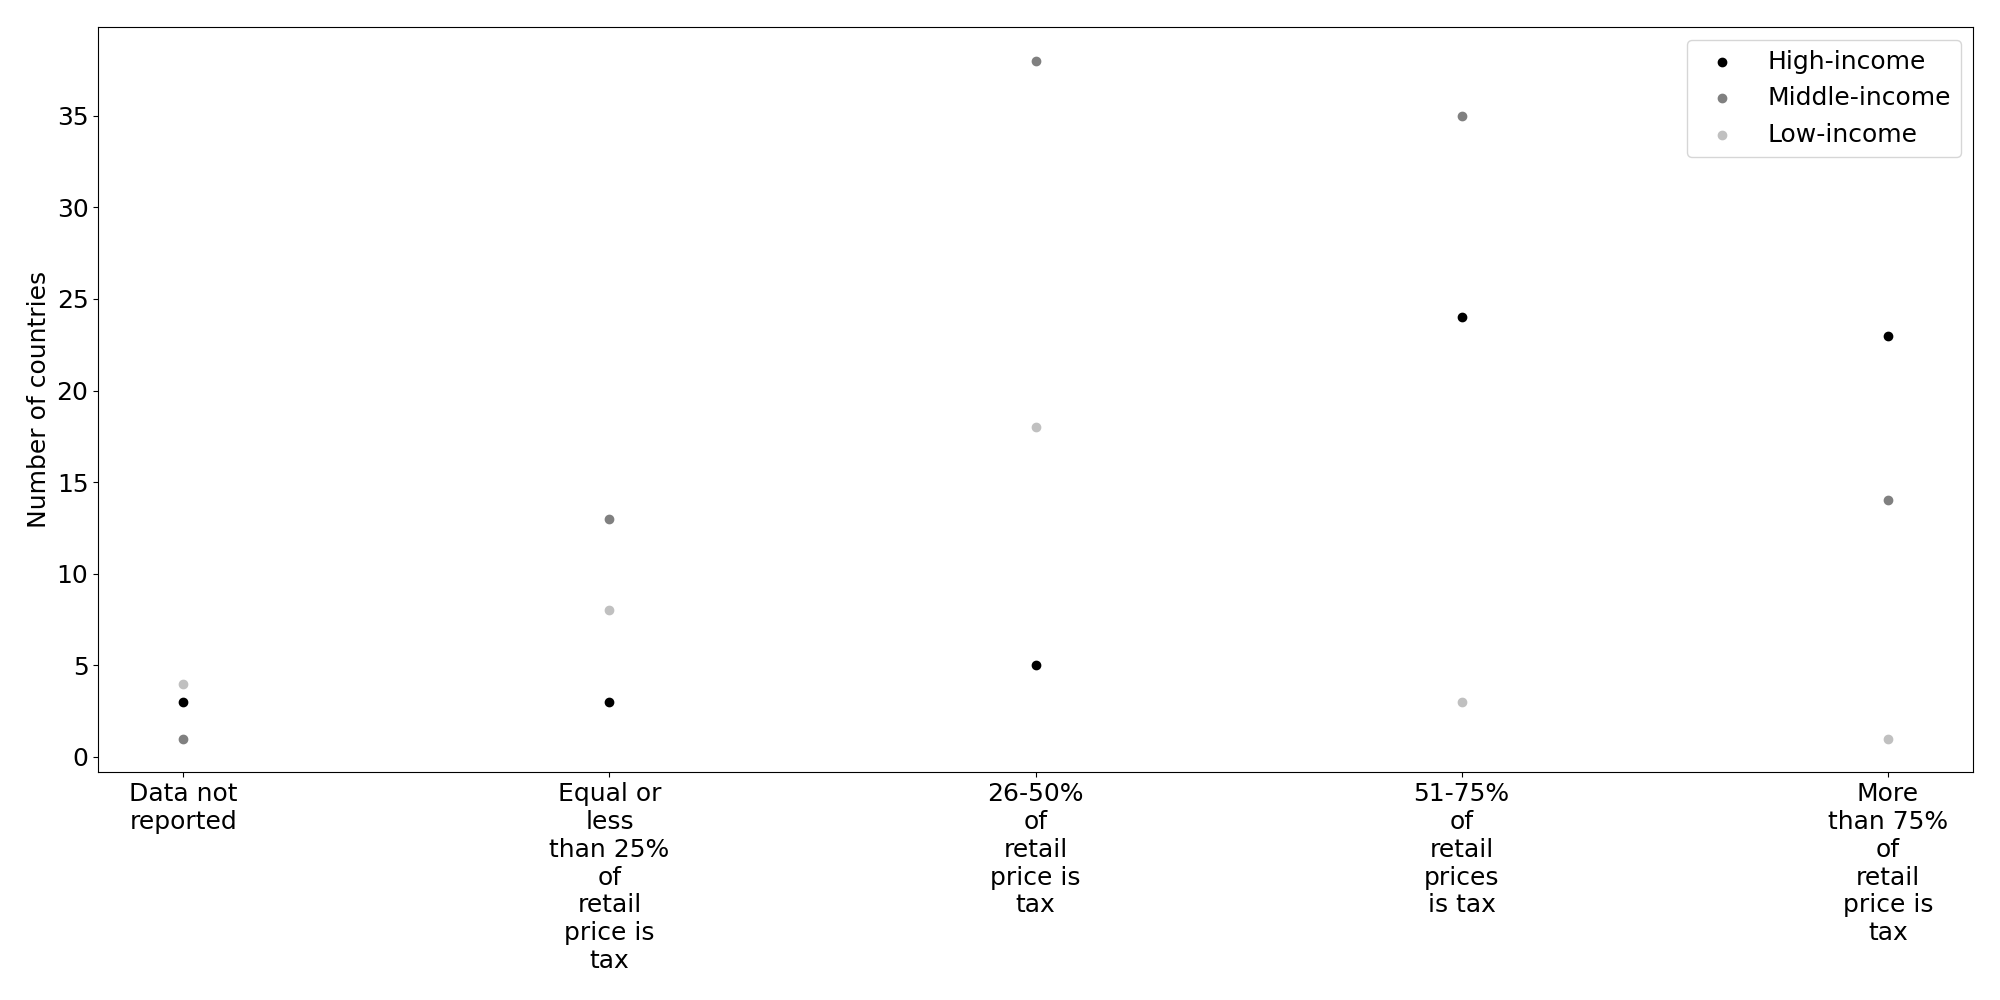 High-income
Middle-income
Low-income
Number of countries
35
30
25
20
15
10
5
0
Data not
reported
Equal or
less
than 25%
of
retail
price is
tax
26-50%
of
retail
price is
tax
51-75%
of
retail
prices
is tax
More
than 75%
of
retail
price is
tax